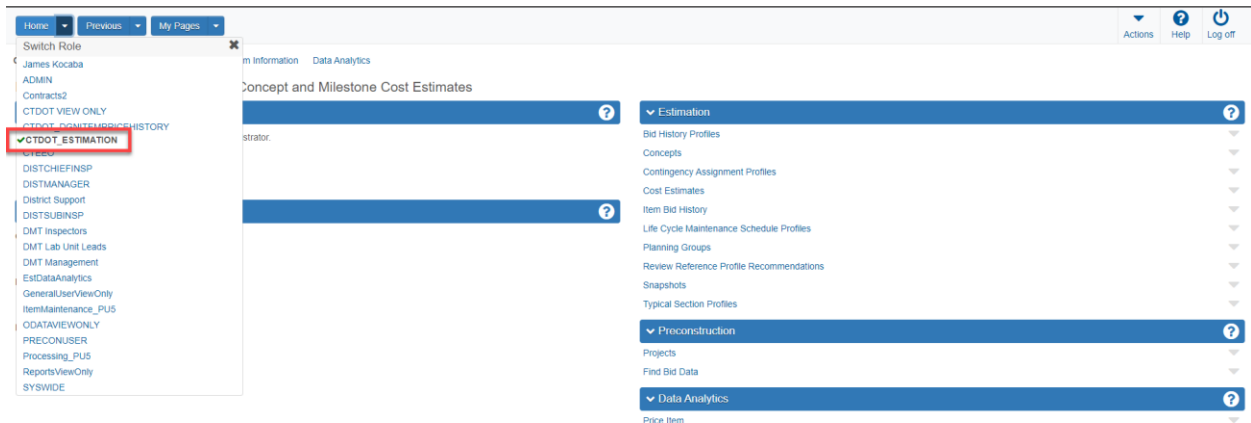 Home Previous My Pages
Actions Help Log off
Switch Role
James Kocaba
ADMIN
Contracts2
CTDOT VIEW ONLY
CTDOT_DGNITEMPRICEHISTORY
CTDOT_ESTIMATION
CTEEO
DISTCHIEFINSP
DISTMANAGER
District Support
DISTSUBINSP
DMT Inspectors
DMT Lab Unit Leads
DMT Management
EstDataAnalytics
GeneralUserViewOnly
ItemMaintenance_PU5
ODATAVIEWONLY
PRECONUSER
Processing_PU5
ReportsViewOnly
SYSWIDE
m Information Data Analytics
Concept and Milestone Cost Estimates
strator.
Estimation
Bid History Profiles
Concepts
Contingency Assignment Profiles
Cost Estimates
Item Bid History
Life Cycle Maintenance Schedule Profiles
Planning Groups
Review Reference Profile Recommendations
Snapshots
Typical Section Profiles
Preconstruction
Projects
Find Bid Data
Data Analytics
Price Item